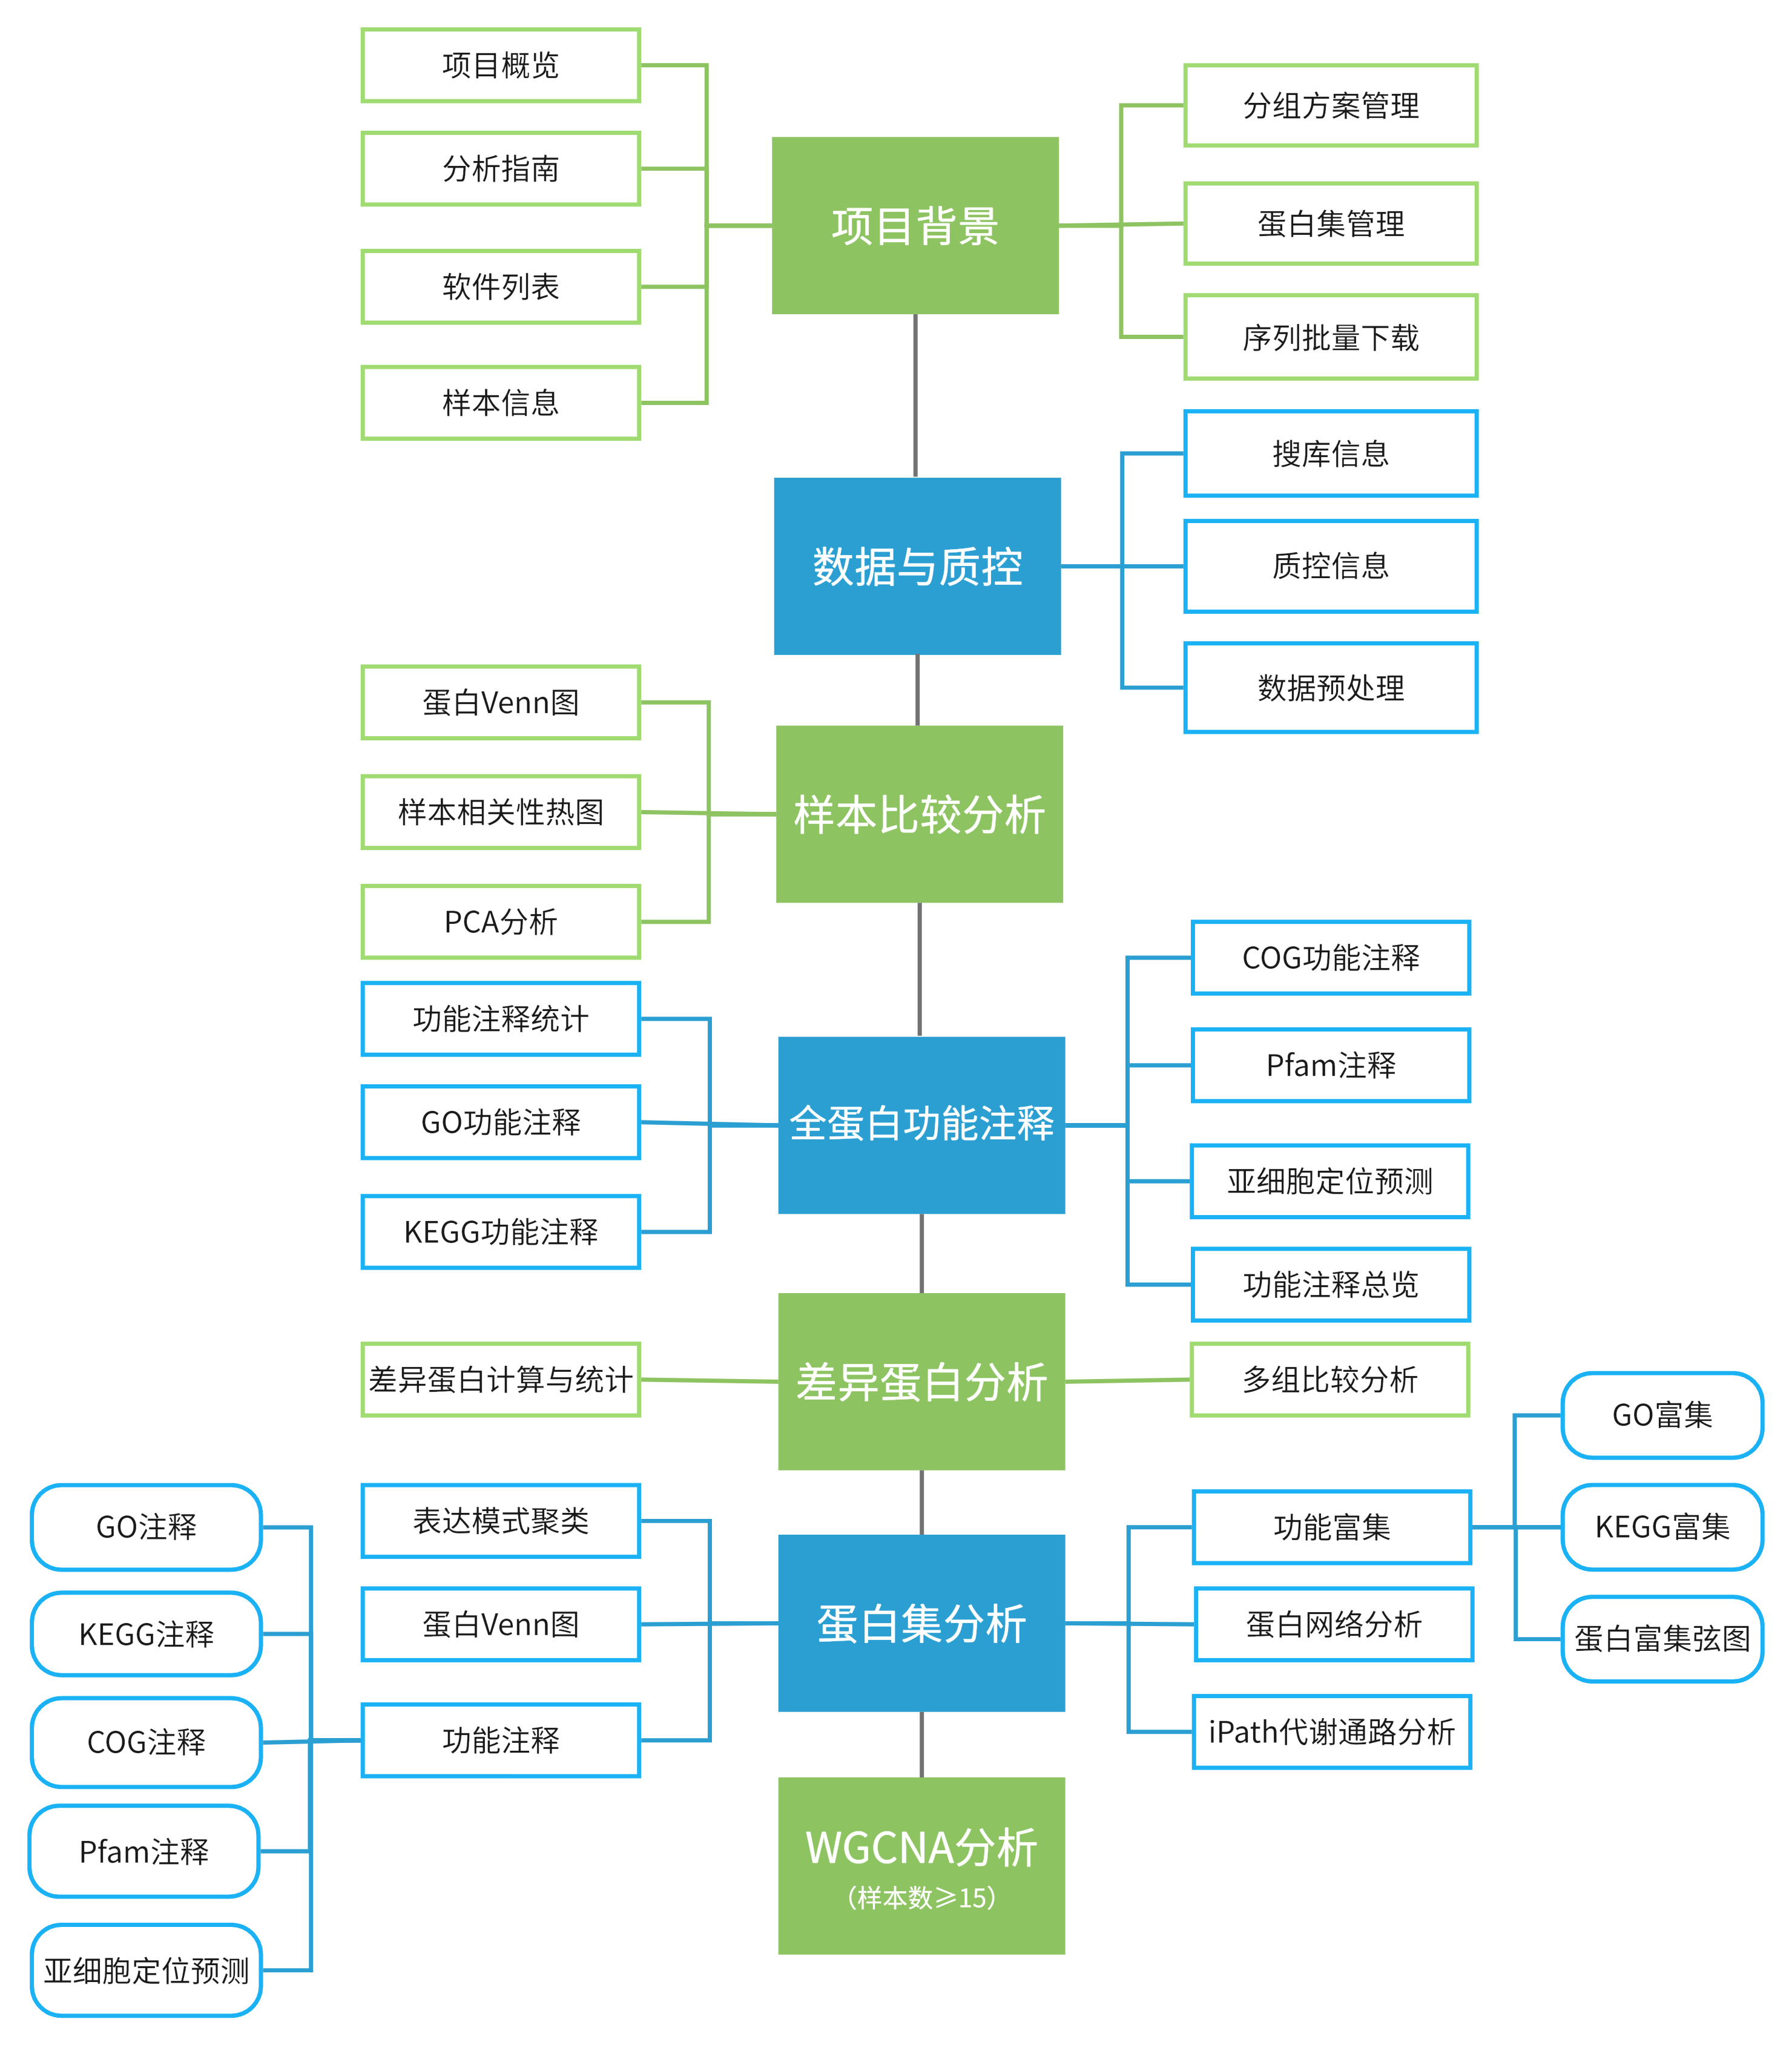 项目概览
分析指南
软件列表
样本信息
项目背景
分组方案管理
蛋白集管理
序列批量下载
数据与质控
搜库信息
质控信息
数据预处理
蛋白Venn图
样本相关性热图
PCA分析
样本比较分析
功能注释统计
GO功能注释
KEGG功能注释
全蛋白功能注释
COG功能注释
Pfam注释
亚细胞定位预测
功能注释总览
差异蛋白计算与统计
差异蛋白分析
多组比较分析
GO注释
KEGG注释
COG注释
Pfam注释
亚细胞定位预测
表达模式聚类
蛋白Venn图
功能注释
蛋白集分析
功能富集
蛋白网络分析
iPath代谢通路分析
GO富集
KEGG富集
蛋白富集弦图
WGCNA分析
（样本数⩾15）